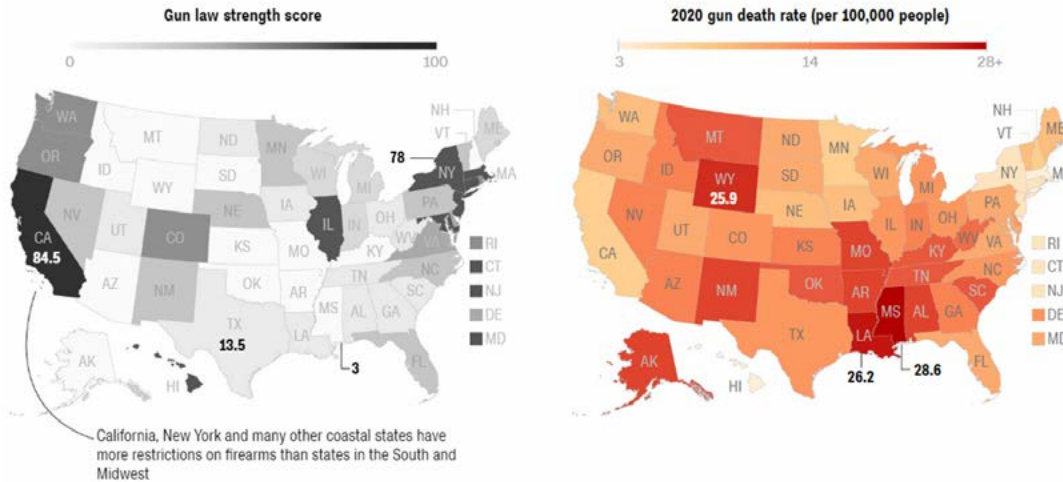 Gun law strength score
0
100
WA
OR
CA
84.5
NV
ID
MT
WY
UT
AZ
CO
NM
ND
SD
NE
KS
OK
TX
13.5
MN
IA
MO
AR
LA
WI
IL
MS
3
MI
IN
KY
TN
AL
OH
WV
GA
FL
SC
NC
VA
PA
NY
78
NH
VT
ME
MA
RI
CT
NJ
DE
MD
AK
HI
California, New York and many other coastal states have
more restrictions on firearms than states in the South and
Midwest
2020 gun death rate (per 100,000 people)
3
14
28+
WA
OR
CA
NV
ID
MT
WY
25.9
UT
AZ
CO
NM
ND
SD
NE
KS
OK
TX
MN
IA
MO
AR
LA
26.2
WI
IL
MS
28.6
MI
IN
KY
TN
AL
OH
WV
GA
FL
SC
NC
VA
PA
NY
NH
VT
ME
RI
CT
NJ
DE
AK
HI